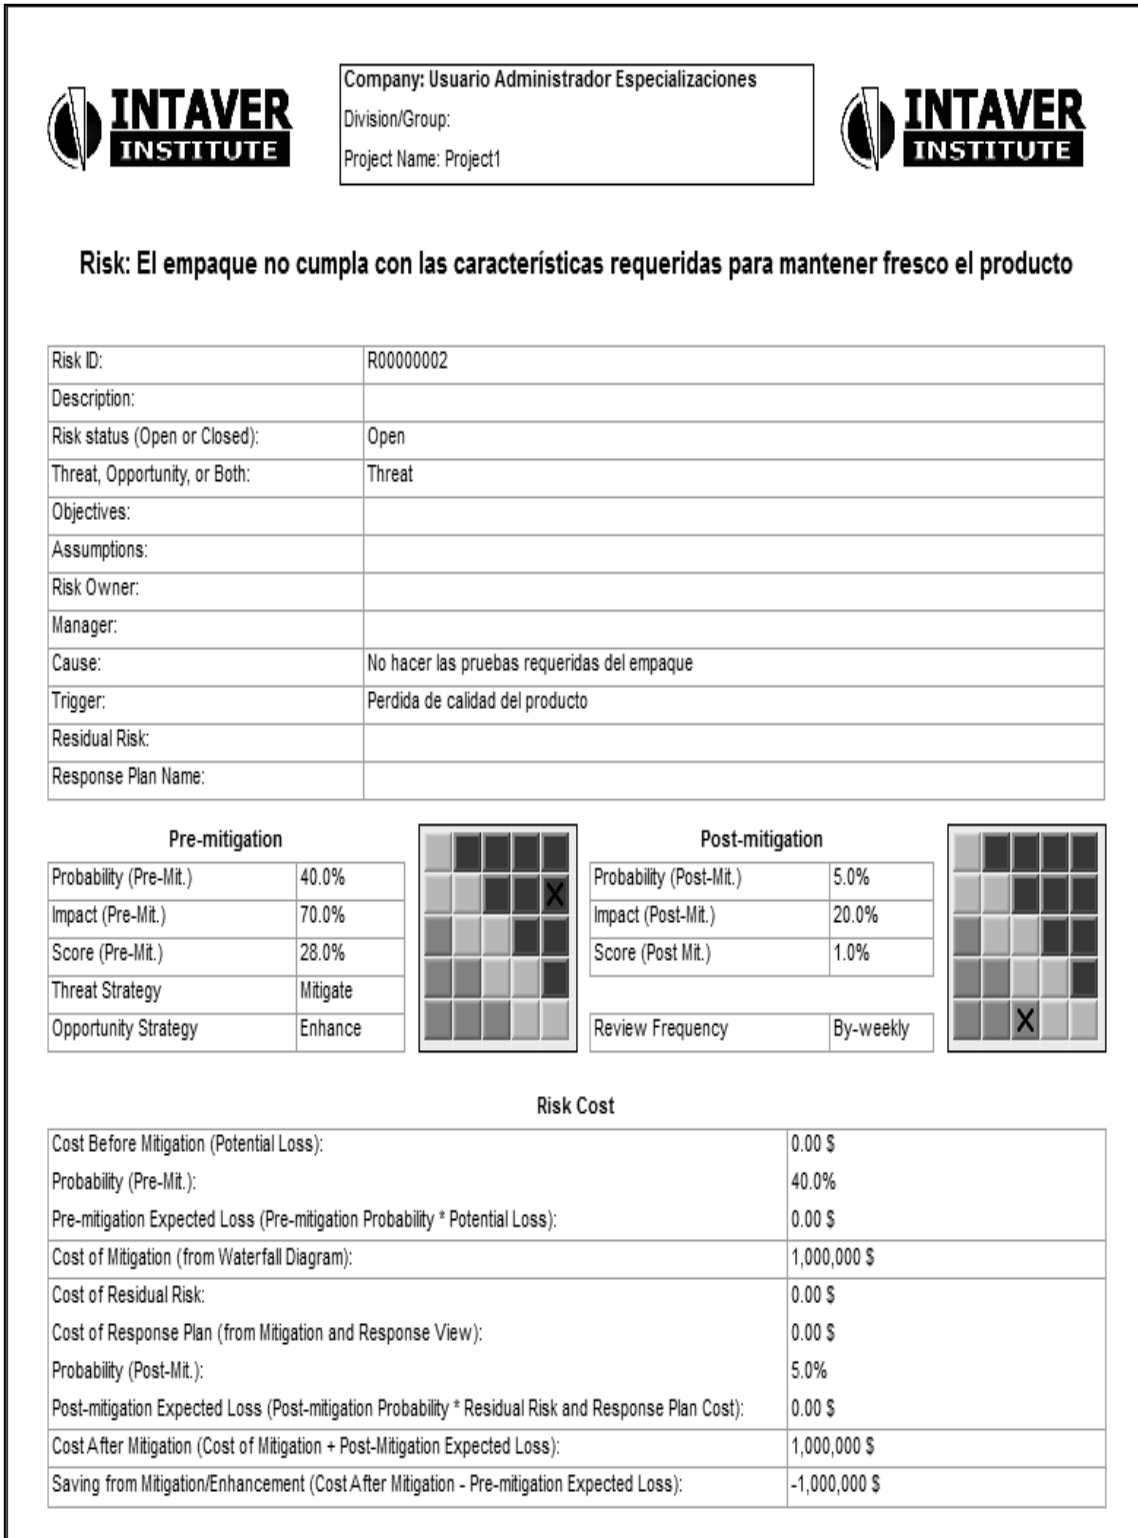 INTAVER
INSTITUTE
Company: Usuario Administrador Especializaciones
Division/Group:
Project Name: Project1
INTAVER
INSTITUTE
Risk: El empaque no cumpla con las características requeridas para mantener fresco el producto
Risk ID: R00000002
Description:
Risk status (Open or Closed): Open
Threat, Opportunity, or Both: Threat
Objectives:
Assumptions:
Risk Owner:
Manager:
Cause: No hacer las pruebas requeridas del empaque
Trigger: Perdida de calidad del producto
Residual Risk:
Response Plan Name:
Pre-mitigation
Probability (Pre-Mit.) 40.0%
Impact (Pre-Mit.) 70.0%
Score (Pre-Mit.) 28.0%
Threat Strategy Mitigate
Opportunity Strategy Enhance
X
Post-mitigation
Probability (Post-Mit.) 5.0%
Impact (Post-Mit.) 20.0%
Score (Post Mit.) 1.0%
Review Frequency By-weekly
X
Risk Cost
Cost Before Mitigation (Potential Loss): 0.00 $
Probability (Pre-Mit.): 40.0%
Pre-mitigation Expected Loss (Pre-mitigation Probability * Potential Loss): 0.00 $
Cost of Mitigation (from Waterfall Diagram): 1,000,000 $
Cost of Residual Risk: 0.00 $
Cost of Response Plan (from Mitigation and Response View): 0.00 $
Probability (Post-Mit.): 5.0%
Post-mitigation Expected Loss (Post-mitigation Probability * Residual Risk and Response Plan Cost): 0.00 $
Cost After Mitigation (Cost of Mitigation + Post-Mitigation Expected Loss): 1,000,000 $
Saving from Mitigation/Enhancement (Cost After Mitigation - Pre-mitigation Expected Loss): -1,000,000 $